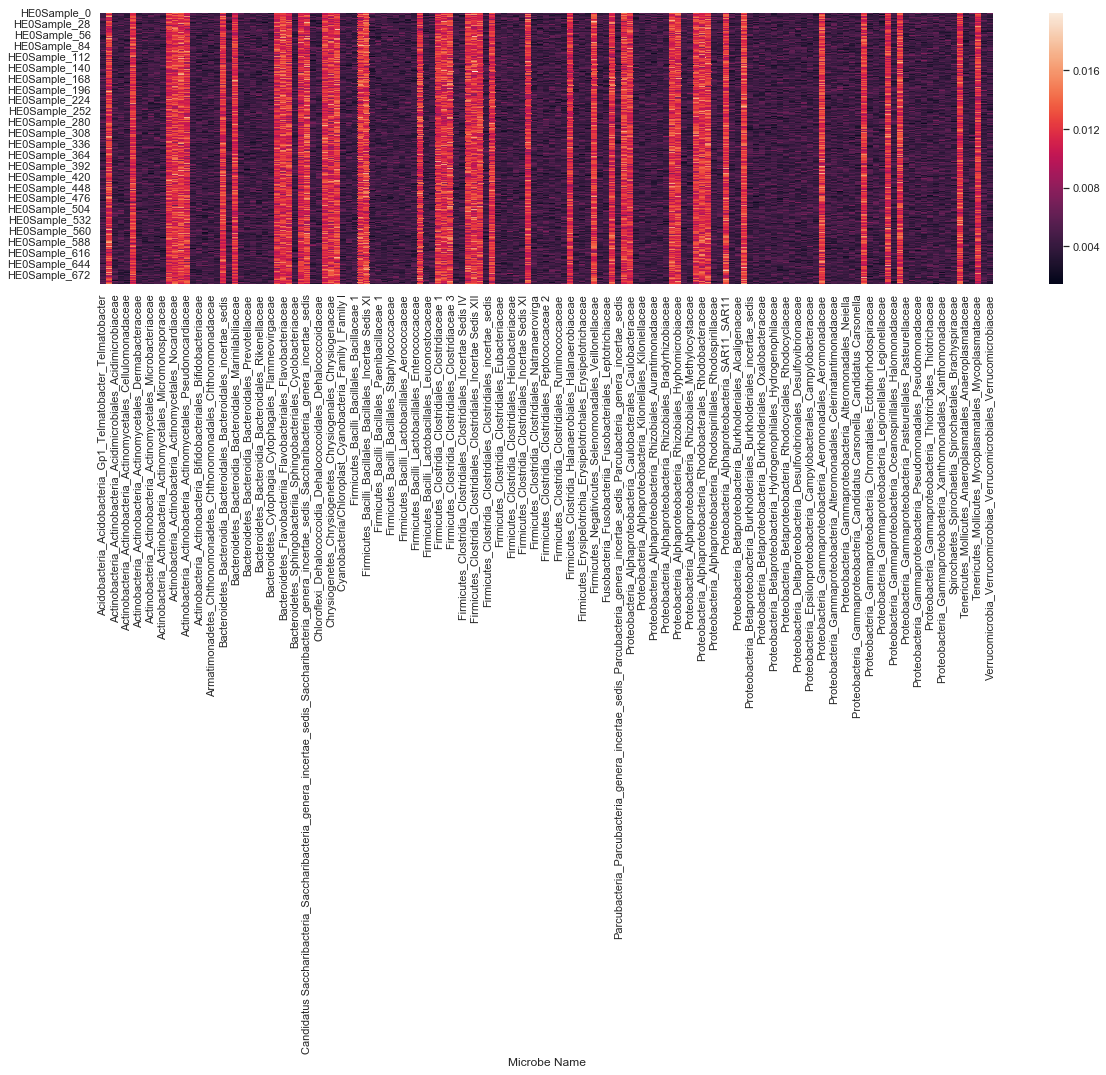 HE0Sample_0
HE0Sample_28
HE0Sample_56
HE0Sample_84
HE0Sample_112
HE0Sample_140
HE0Sample_168
HE0Sample_196
HE0Sample_224
HE0Sample_252
HE0Sample_280
HE0Sample_308
HE0Sample_336
HE0Sample_364
HE0Sample_392
HE0Sample_420
HE0Sample_448
HE0Sample_476
HE0Sample_504
HE0Sample_532
HE0Sample_560
HE0Sample_588
HE0Sample_616
HE0Sample_644
HE0Sample_672
0.016
0.012
0.008
0.004
Acidobacteria_Acidobacteria_Gp1_Telmatobacter_Telmatobacter
Actinobacteria_Actinobacteria_Acidimicrobiales_Acidimicrobiaceae
Actinobacteria_Actinobacteria_Actinomycetales_Cellulomonadaceae
Actinobacteria_Actinobacteria_Actinomycetales_Dermabacteraceae
Actinobacteria_Actinobacteria_Actinomycetales_Microbacteriaceae
Actinobacteria_Actinobacteria_Actinomycetales_Micromonosporaceae
Actinobacteria_Actinobacteria_Actinomycetales_Nocardiaceae
Actinobacteria_Actinobacteria_Actinomycetales_Pseudonocardiaceae
Actinobacteria_Actinobacteria_Bifidobacteriales_Bifidobacteriaceae
Armatimonadetes_Chthonomonadetes_Chthonomonadales_Chthonomonadaceae
Bacteroidetes_Bacteroidia_Bacteroidales_Bacteroidales_incertae_sedis
Bacteroidetes_Bacteroidia_Bacteroidales_Marinilabiliaceae
Bacteroidetes_Bacteroidia_Bacteroidales_Prevotellaceae
Bacteroidetes_Bacteroidia_Bacteroidales_Rikenellaceae
Bacteroidetes_Cytophagia_Cytophagales_Flammeovirgaceae
Bacteroidetes_Flavobacteriia_Flavobacteriales_Flavobacteriaceae
Bacteroidetes_Sphingobacteriia_Sphingobacteriales_Cyclobacteriaceae
Candidatus Saccharibacteria_Saccharibacteria_genera_incertae_sedis_Saccharibacteria_genera_incertae_sedis_Saccharibacteria_genera_incertae_sedis
Chloroflexi_Dehalococcoidia_Dehalococcoidales_Dehalococcoidaceae
Chrysiogenetes_Chrysiogenetes_Chrysiogenales_Chrysiogenaceae
Cyanobacteria/Chloroplast_Cyanobacteria_Family I_Family I
Firmicutes_Bacilli_Bacillales_Bacillaceae 1
Firmicutes_Bacilli_Bacillales_Bacillales_Incertae Sedis XI
Firmicutes_Bacilli_Bacillales_Paenibacillaceae 1
Firmicutes_Bacilli_Bacillales_Staphylococcaceae
Firmicutes_Bacilli_Lactobacillales_Aerococcaceae
Firmicutes_Bacilli_Lactobacillales_Enterococcaceae
Firmicutes_Bacilli_Lactobacillales_Leuconostocaceae
Firmicutes_Clostridia_Clostridiales_Clostridiaceae 1
Firmicutes_Clostridia_Clostridiales_Clostridiaceae 3
Firmicutes_Clostridia_Clostridiales_Clostridiales_Incertae Sedis IV
Firmicutes_Clostridia_Clostridiales_Clostridiales_Incertae Sedis XII
Firmicutes_Clostridia_Clostridiales_Clostridiales_incertae_sedis
Firmicutes_Clostridia_Clostridiales_Eubacteriaceae
Firmicutes_Clostridia_Clostridiales_Heliobacteriaceae
Firmicutes_Clostridia_Clostridiales_Incertae Sedis XI
Firmicutes_Clostridia_Clostridiales_Natranaerovirga
Firmicutes_Clostridia_Clostridiales_Peptococcaceae 2
Firmicutes_Clostridia_Clostridiales_Ruminococcaceae
Firmicutes_Clostridia_Halanaerobiales_Halanaerobiaceae
Firmicutes_Erysipelotrichia_Erysipelotrichales_Erysipelotrichaceae
Firmicutes_Negativicutes_Selenomonadales_Veillonellaceae
Fusobacteria_Fusobacteriia_Fusobacteriales_Leptotrichiaceae
Parcubacteria_Parcubacteria_genera_incertae_sedis_Parcubacteria_genera_incertae_sedis_Parcubacteria_genera_incertae_sedis
Proteobacteria_Alphaproteobacteria_Caulobacterales_Caulobacteraceae
Proteobacteria_Alphaproteobacteria_Kiloniellales_Kiloniellaceae
Proteobacteria_Alphaproteobacteria_Rhizobiales_Aurantimonadaceae
Proteobacteria_Alphaproteobacteria_Rhizobiales_Bradyrhizobiaceae
Proteobacteria_Alphaproteobacteria_Rhizobiales_Hyphomicrobiaceae
Proteobacteria_Alphaproteobacteria_Rhizobiales_Methylocystaceae
Proteobacteria_Alphaproteobacteria_Rhodobacterales_Rhodobacteraceae
Proteobacteria_Alphaproteobacteria_Rhodospirillales_Rhodospirillaceae
Proteobacteria_Alphaproteobacteria_SAR11_SAR11
Proteobacteria_Betaproteobacteria_Burkholderiales_Alcaligenaceae
Proteobacteria_Betaproteobacteria_Burkholderiales_Burkholderiales_incertae_sedis
Proteobacteria_Betaproteobacteria_Burkholderiales_Oxalobacteraceae
Proteobacteria_Betaproteobacteria_Hydrogenophilales_Hydrogenophilaceae
Proteobacteria_Betaproteobacteria_Rhodocyclales_Rhodocyclaceae
Proteobacteria_Deltaproteobacteria_Desulfovibrionales_Desulfovibrionaceae
Proteobacteria_Epsilonproteobacteria_Campylobacterales_Campylobacteraceae
Proteobacteria_Gammaproteobacteria_Aeromonadales_Aeromonadaceae
Proteobacteria_Gammaproteobacteria_Alteromonadales_Celerinatantimonadaceae
Proteobacteria_Gammaproteobacteria_Alteromonadales_Neiella
Proteobacteria_Gammaproteobacteria_Candidatus Carsonella_Candidatus Carsonella
Proteobacteria_Gammaproteobacteria_Chromatiales_Ectothiorhodospiraceae
Proteobacteria_Gammaproteobacteria_Legionellales_Legionellaceae
Proteobacteria_Gammaproteobacteria_Oceanospirillales_Halomonadaceae
Proteobacteria_Gammaproteobacteria_Pasteurellales_Pasteurellaceae
Proteobacteria_Gammaproteobacteria_Pseudomonadales_Pseudomonadaceae
Proteobacteria_Gammaproteobacteria_Thiotrichales_Thiotrichaceae
Proteobacteria_Gammaproteobacteria_Xanthomonadales_Xanthomonadaceae
Spirochaetes_Spirochaetia_Spirochaetales_Brachyspiraceae
Tenericutes_Mollicutes_Anaeroplasmatales_Anaeroplasmataceae
Tenericutes_Mollicutes_Mycoplasmatales_Mycoplasmataceae
Verrucomicrobia_Verrucomicrobiae_Verrucomicrobiales_Verrucomicrobiaceae
Microbe Name